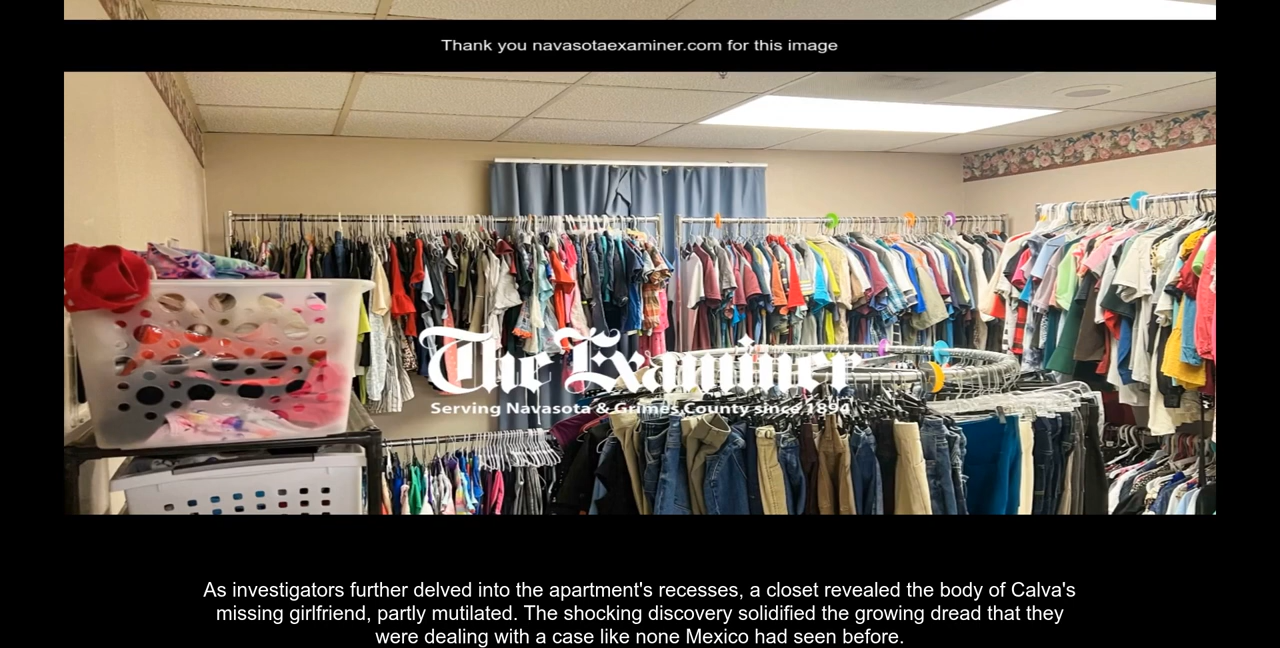 Thank you navasotaexaminer.com for this image
The Examiner
Serving Navasota & Grimes County since 1894
As investigators further delved into the apartment's recesses, a closet revealed the body of Calva's
missing girlfriend, partly mutilated. The shocking discovery solidified the growing dread that they
were dealing with a case like none Mexico had seen before.